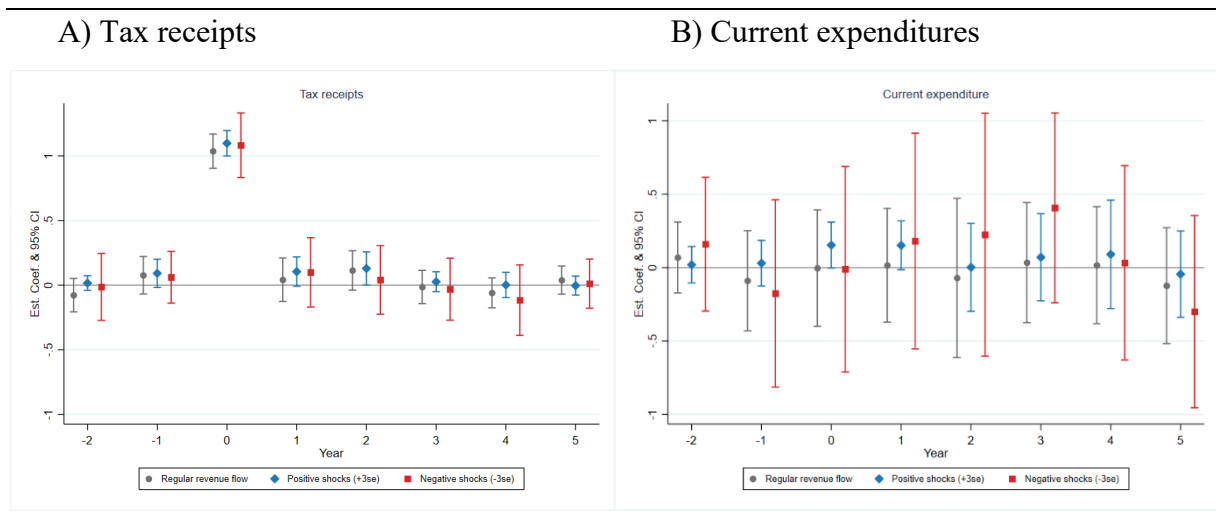 A) Tax receipts
B) Current expenditures
Tax receipts
Est. Coef. & 95% CI
1
.5
0
-.5
-1
-2 -1 0 1 2 3 4 5
Year
Regular revenue flow Positive shocks (+3se) Negative shocks (-3se)
Current expenditure
Est. Coef. & 95% CI
1
.5
0
-.5
-1
-2 -1 0 1 2 3 4 5
Year
Regular revenue flow Positive shocks (+3se) Negative shocks (-3se)